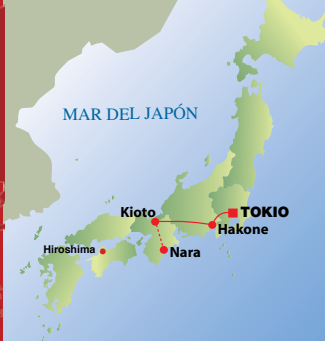 MAR DEL JAPÓN
Kioto
TOKIO
Hakone
Hiroshima
Nara